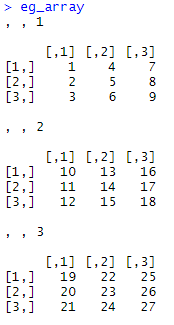 > eg_array
, , 1
     [,1] [,2] [,3]
[1,]    1    4    7
[2,]    2    5    8
[3,]    3    6    9
, , 2
     [,1] [,2] [,3]
[1,]   10   13   16
[2,]   11   14   17
[3,]   12   15   18
, , 3
     [,1] [,2] [,3]
[1,]   19   22   25
[2,]   20   23   26
[3,]   21   24   27